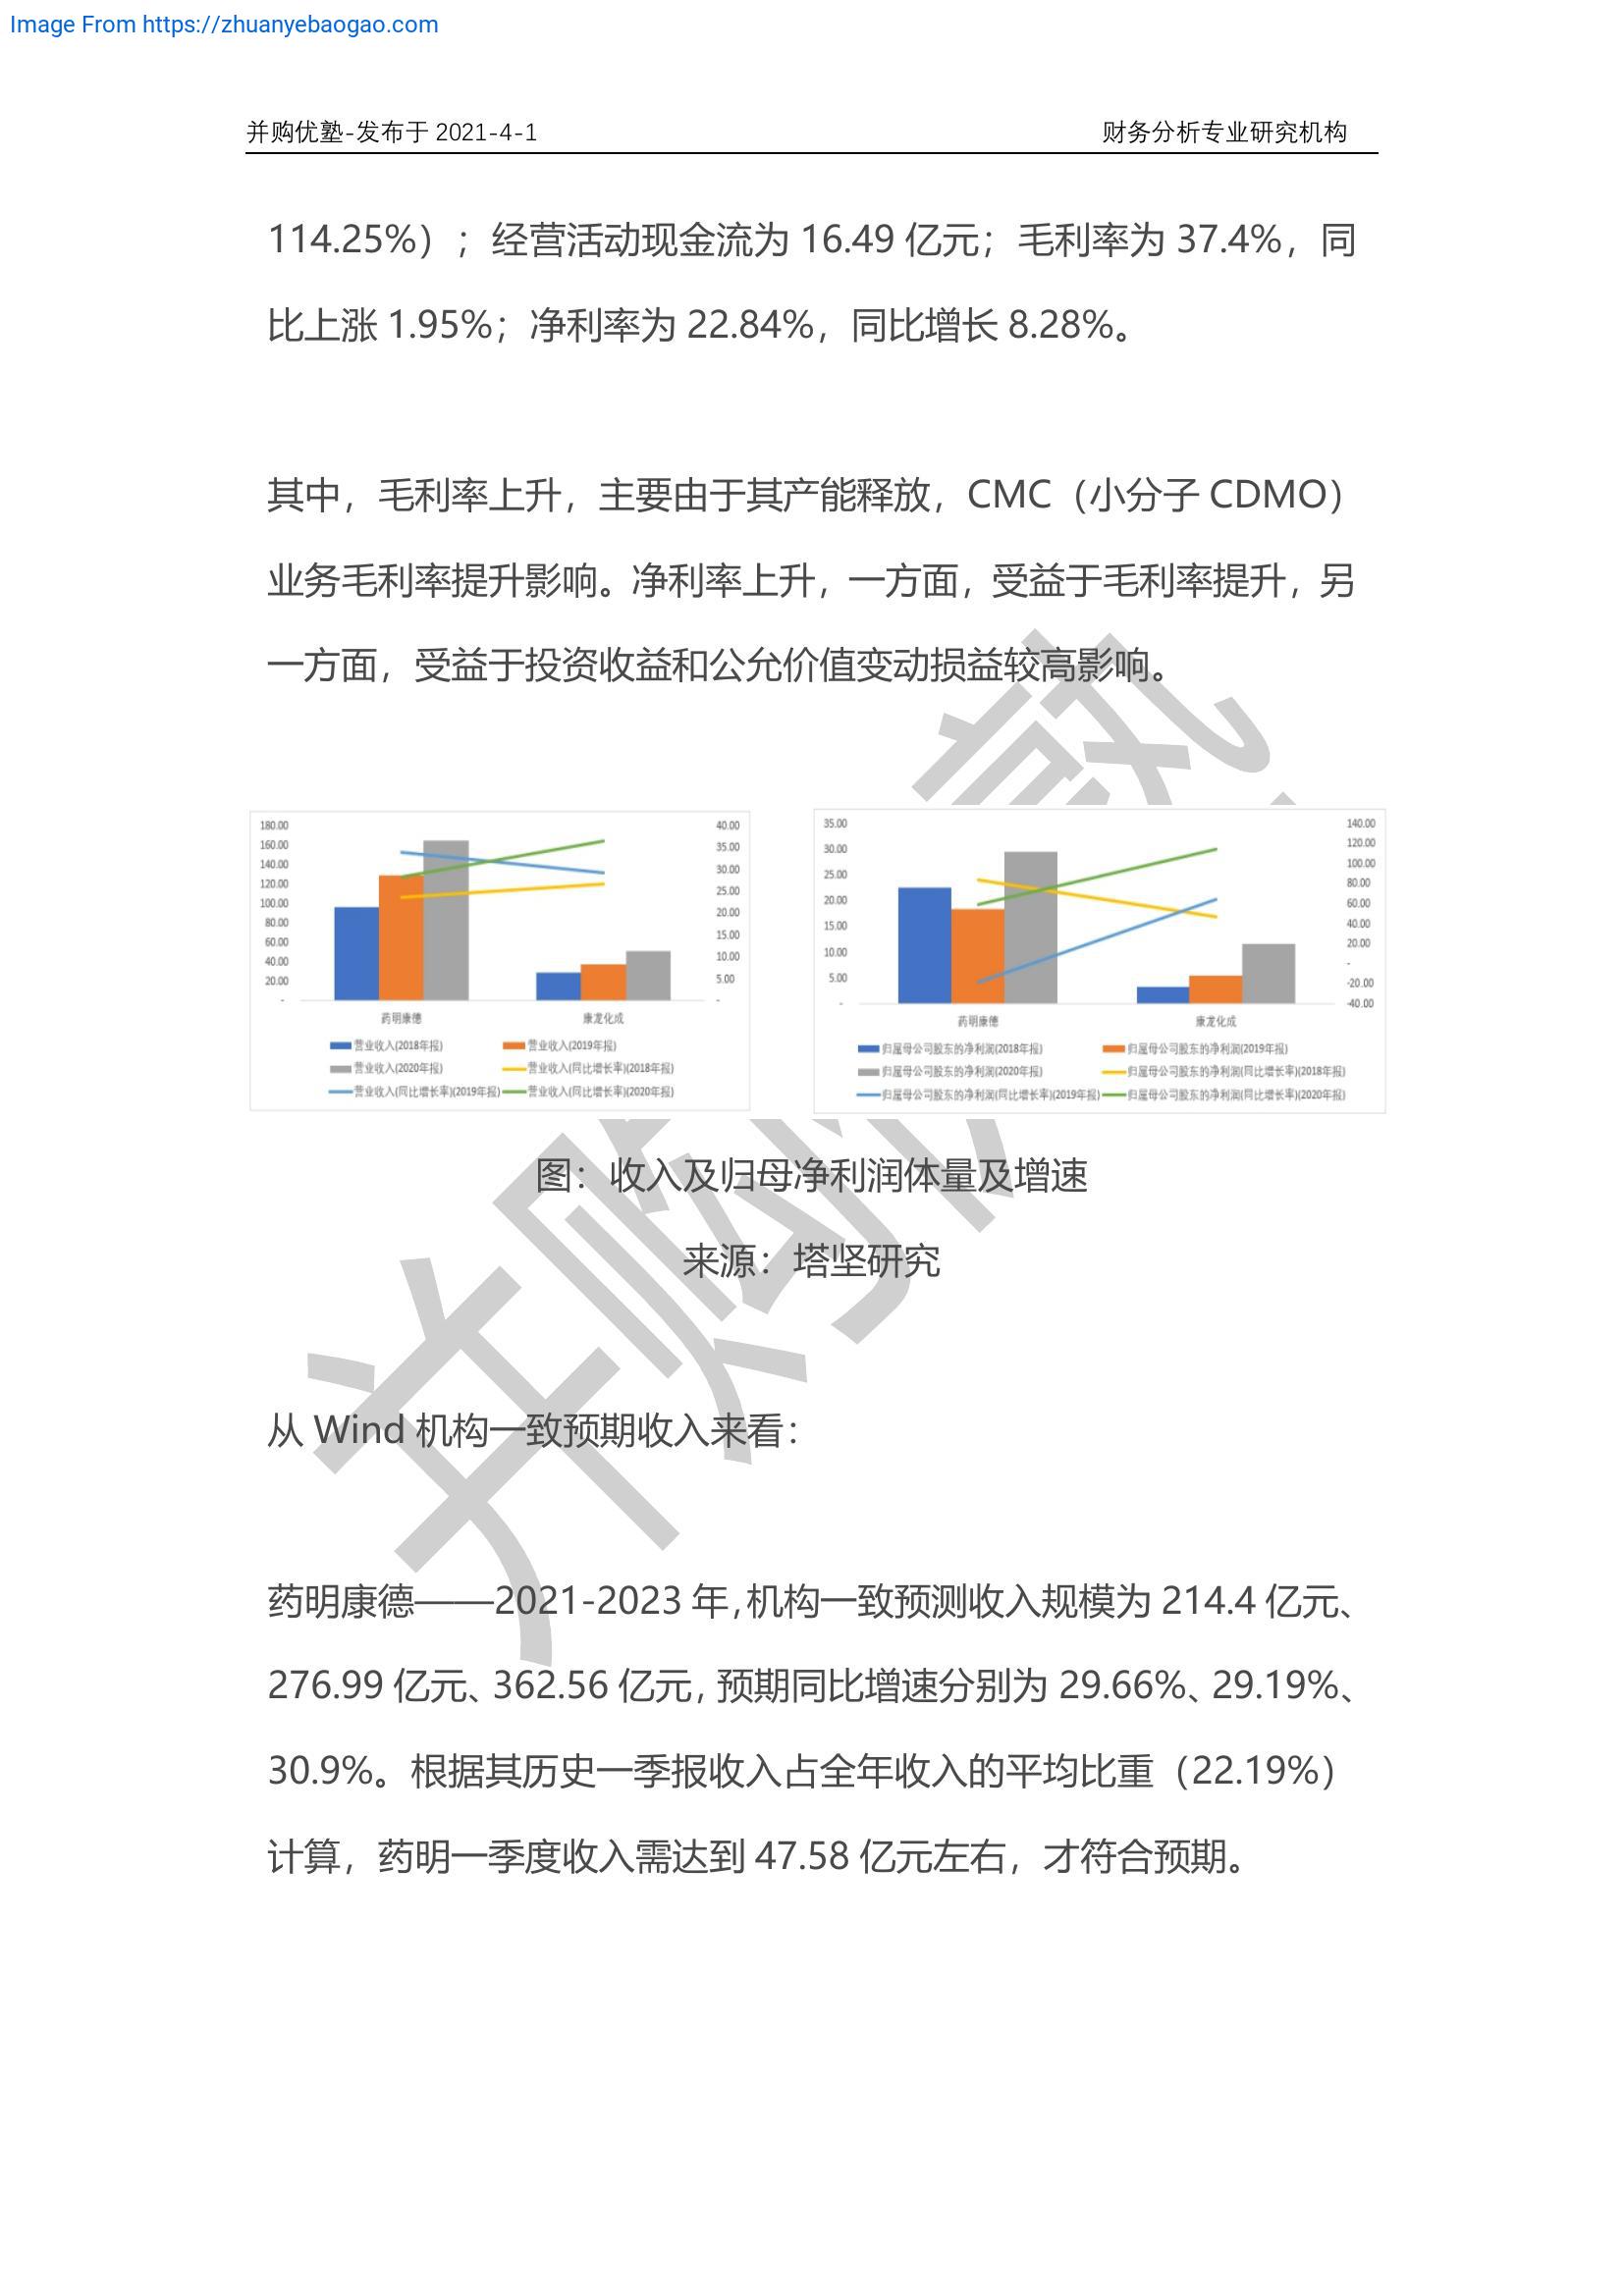 Image From https://zhuanyebaogao.com
并购优塾-发布于 2021-4-1 财务分析专业研究机构
114.25%）；经营活动现金流为 16.49 亿元；毛利率为 37.4%，同
比上涨 1.95%；净利率为 22.84%，同比增长 8.28%。
其中，毛利率上升，主要由于其产能释放，CMC（小分子 CDMO）
业务毛利率提升影响。净利率上升，一方面，受益于毛利率提升，另
一方面，受益于投资收益和公允价值变动损益较高影响。
180.00
160.00
140.00
120.00
100.00
80.00
60.00
40.00
20.00
-
40.00
35.00
30.00
25.00
20.00
15.00
10.00
5.00
-
药明康德 康龙化成
营业收入(2018年报) 营业收入(2019年报)
营业收入(2020年报) 营业收入(同比增长率)(2018年报)
营业收入(同比增长率)(2019年报) 营业收入(同比增长率)(2020年报)
35.00
30.00
25.00
20.00
15.00
10.00
5.00
-
140.00
120.00
100.00
80.00
60.00
40.00
20.00
-
-20.00
-40.00
药明康德 康龙化成
归属母公司股东的净利润(2018年报) 归属母公司股东的净利润(2019年报)
归属母公司股东的净利润(2020年报) 归属母公司股东的净利润(同比增长率)(2018年报)
归属母公司股东的净利润(同比增长率)(2019年报) 归属母公司股东的净利润(同比增长率)(2020年报)
图：收入及归母净利润体量及增速
来源：塔坚研究
从 Wind 机构一致预期收入来看：
药明康德——2021-2023 年，机构一致预测收入规模为 214.4 亿元、
276.99 亿元、362.56 亿元，预期同比增速分别为 29.66%、29.19%、
30.9%。根据其历史一季报收入占全年收入的平均比重（22.19%）
计算，药明一季度收入需达到 47.58 亿元左右，才符合预期。
并购优塾